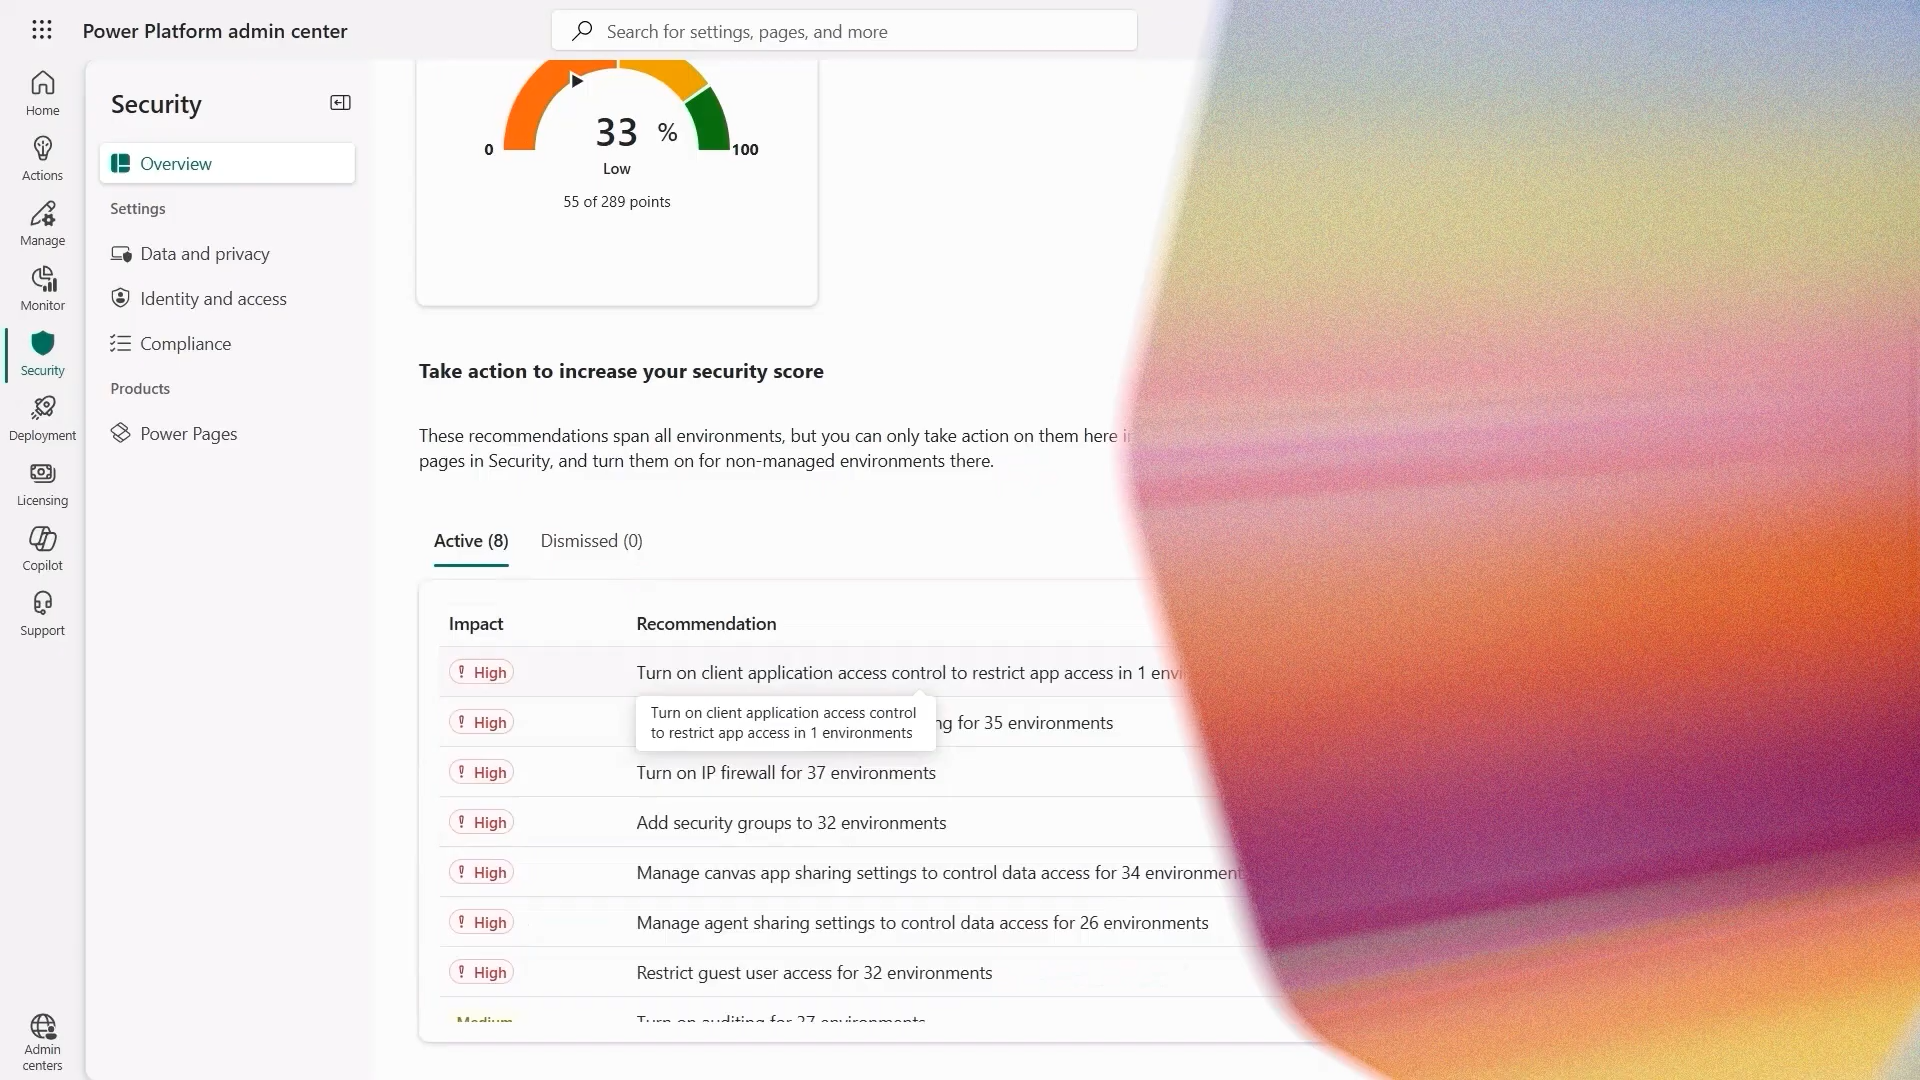 Power Platform admin center
Search for settings, pages, and more
Home
Actions
Manage
Monitor
Security
Deployment
Licensing
Copilot
Support
Admin
centers
Security
Overview
Settings
Data and privacy
Identity and access
Compliance
Products
Power Pages
0
33 %
100
Low
55 of 289 points
Take action to increase your security score
These recommendations span all environments, but you can only take action on them here
pages in Security, and turn them on for non-managed environments there.
Active (8)
Dismissed (0)
Impact Recommendation
High Turn on client application access control to restrict app access in 1
Turn on client application access control
to restrict app access in 1 environments
High for 35 environments
High Turn on IP firewall for 37 environments
High Add security groups to 32 environments
High Manage canvas app sharing settings to control data access for 34 environment
High Manage agent sharing settings to control data access for 26 environments
High Restrict guest user access for 32 environments
Medium Turn on auditing for 37 environments